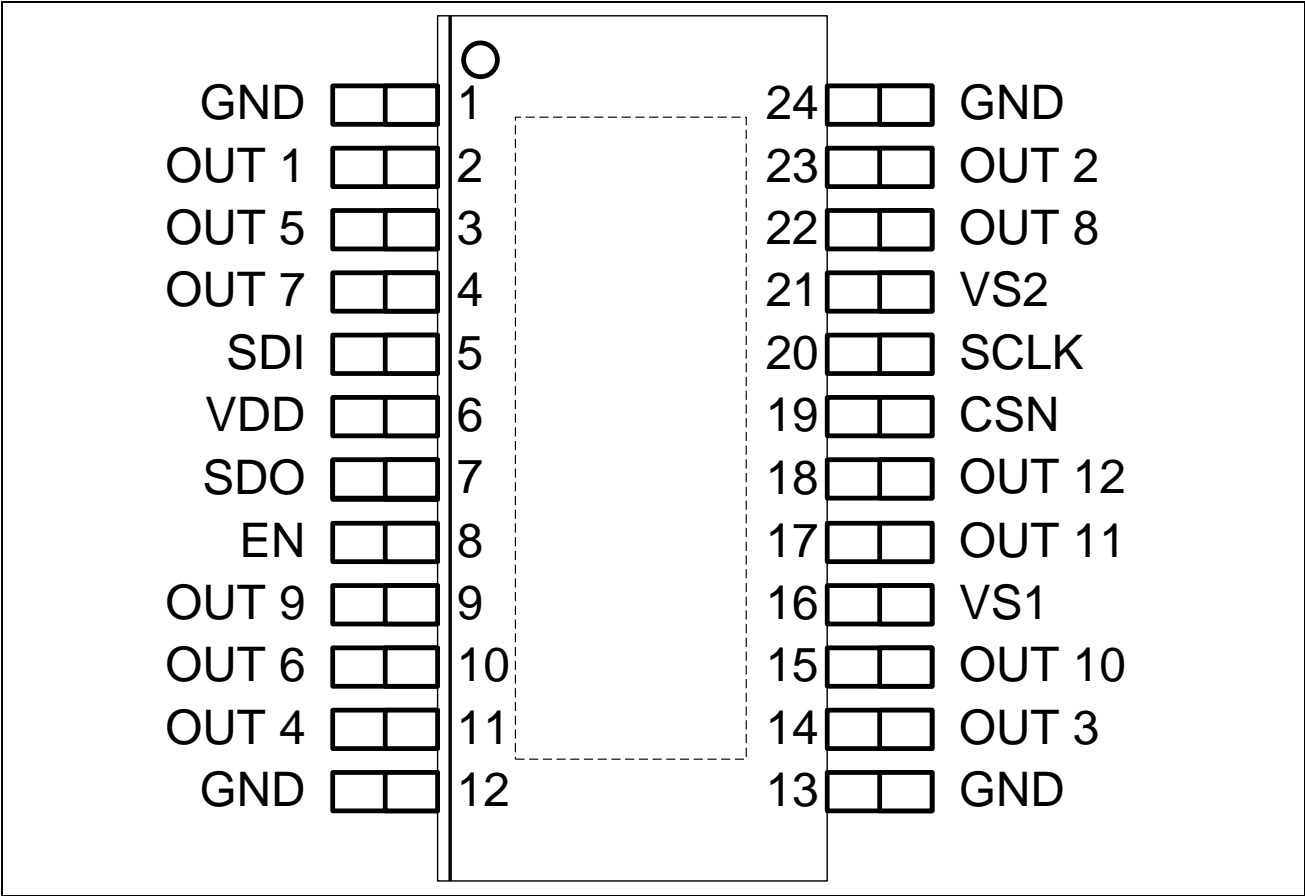 GND 1 24 GND
OUT 1 2 23 OUT 2
OUT 5 3 22 OUT 8
OUT 7 4 21 VS2
SDI 5 20 SCLK
VDD 6 19 CSN
SDO 7 18 OUT 12
EN 8 17 OUT 11
OUT 9 9 16 VS1
OUT 6 10 15 OUT 10
OUT 4 11 14 OUT 3
GND 12 13 GND